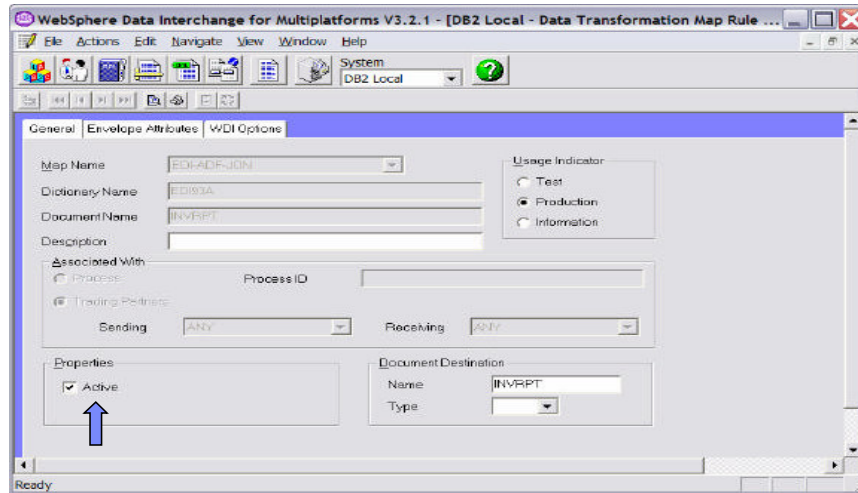 WebSphere Data Interchange for Multiplatforms V3.2.1 - [DB2 Local - Data Transformation Map Rule ...
File Actions Edit Navigate View Window Help
System
DB2 Local
General Envelope Attributes WDI Options
Map Name EDI-ADF-JON
Dictionary Name EDI93A
Document Name INVRPT
Description
Usage Indicator
Test
Production
Information
Associated With
Process Process ID
Trading Partners
Sending ANY Receiving ANY
Properties
Active
Document Destination
Name INVRPT
Type
Ready